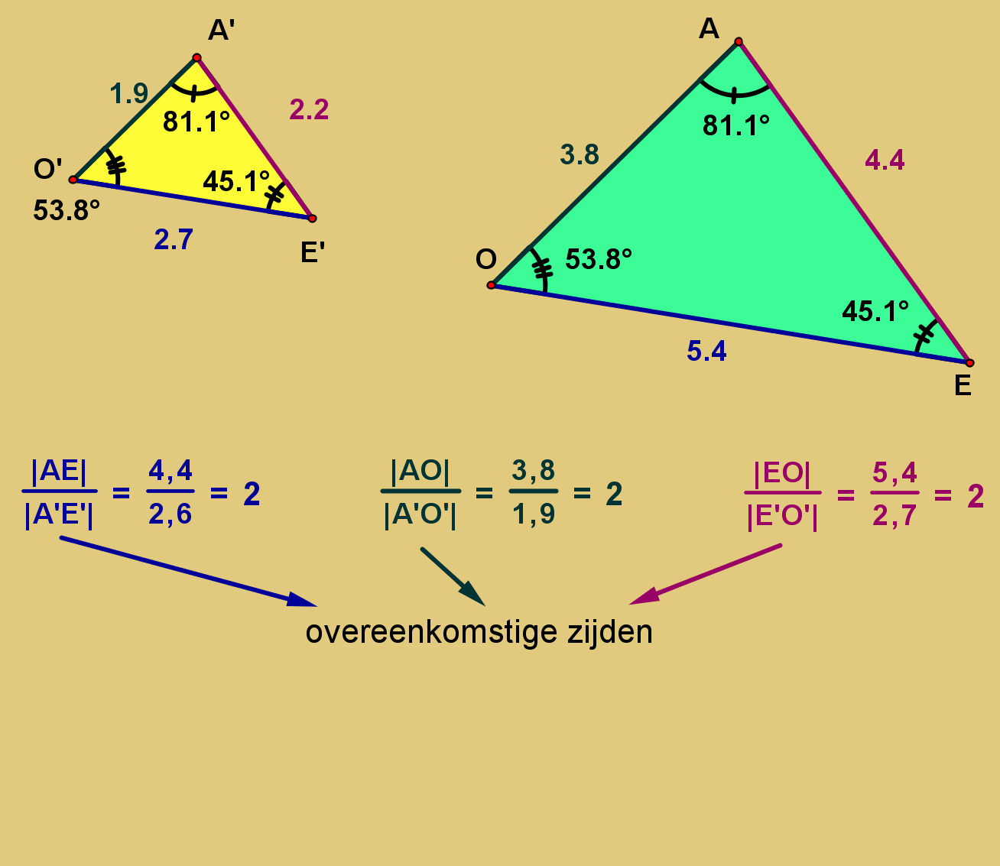 A'
1.9
2.2
81.1°
O'
45.1°
53.8°
2.7
E'
A
81.1°
3.8
4.4
O
53.8°
45.1°
5.4
E
|AE| / |A'E'| = 4,4 / 2,6 = 2
|AO| / |A'O'| = 3,8 / 1,9 = 2
|EO| / |E'O'| = 5,4 / 2,7 = 2
overeenkomstige zijden